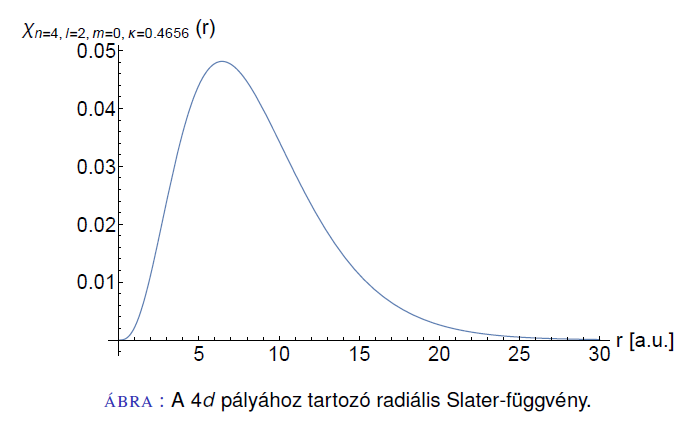 χn=4, l=2, m=0, κ=0.4656 (r)
0.05
0.04
0.03
0.02
0.01
5 10 15 20 25 30 r [a.u.]
ÁBRA : A 4d pályához tartozó radiális Slater-függvény.